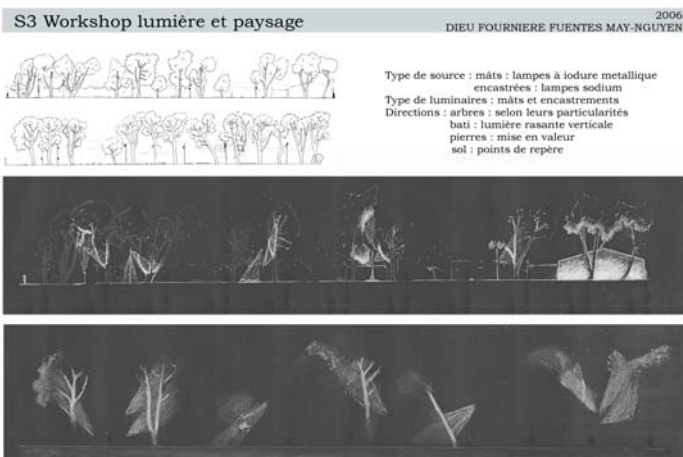 S3 Workshop lumière et paysage
2006
DIEU FOURNIERE FUENTES MAY-NGUYEN
Type de source : mâts : lampes à iodure metallique
encastrées : lampes sodium
Type de luminaires : mâts et encastrements
Directions : arbres : selon leurs particularités
bati : lumière rasante verticale
pierres : mise en valeur
sol : points de repère